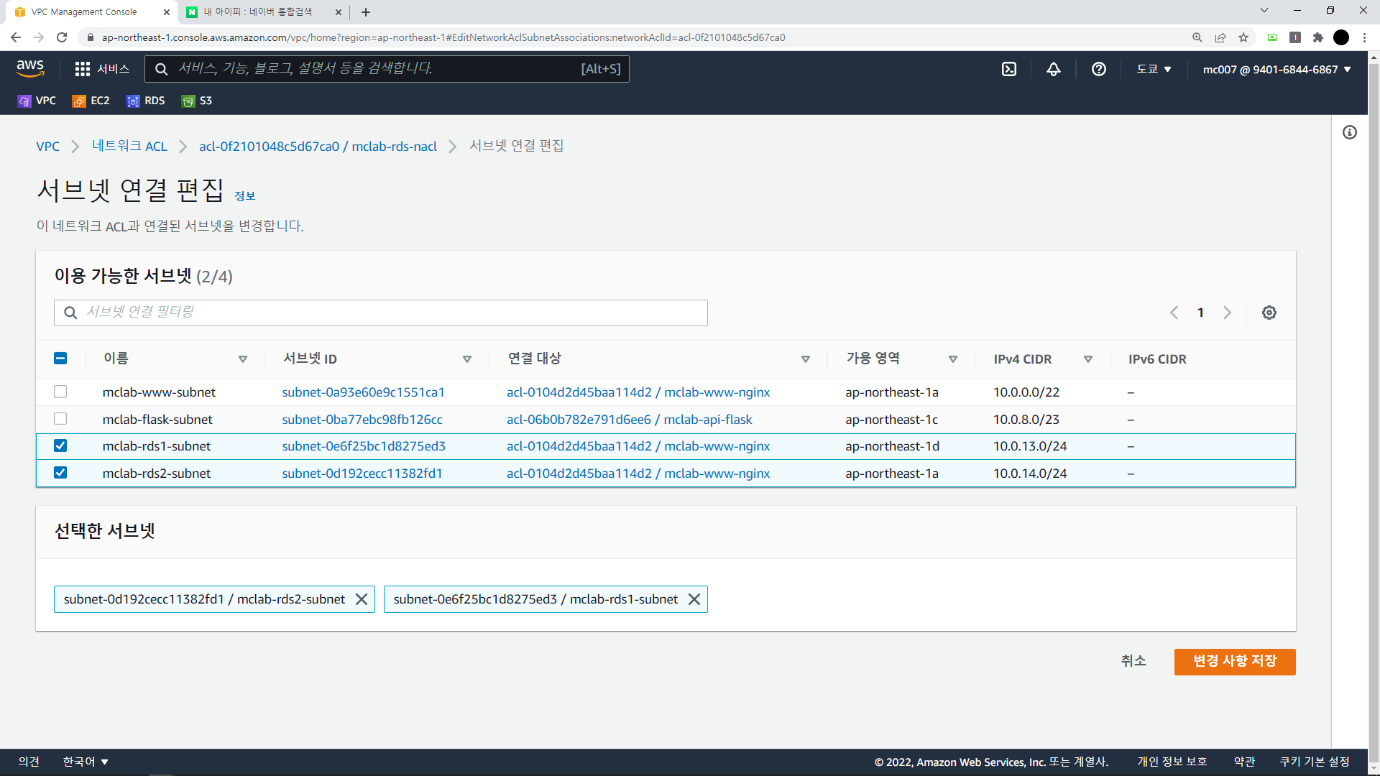 VPC Management Console
내 아이피 : 네이버 통합검색
ap-northeast-1.console.aws.amazon.com/vpc/home?region=ap-northeast-1#EditNetworkAclSubnetAssociations:networkAclId=acl-0f2101048c5d67ca0
aws 서비스 서비스, 기능, 블로그, 설명서 등을 검색합니다. [Alt+S] 도쿄 ▼ mc007 @ 9401-6844-6867 ▼
VPC EC2 RDS S3
VPC > 네트워크 ACL > acl-0f2101048c5d67ca0 / mclab-rds-nacl > 서브넷 연결 편집
서브넷 연결 편집 정보
이 네트워크 ACL과 연결된 서브넷을 변경합니다.
이용 가능한 서브넷 (2/4)
서브넷 연결 필터링 1
이름 서브넷 ID 연결 대상 가용 영역 IPv4 CIDR IPv6 CIDR
mclab-www-subnet subnet-0a93e60e9c1551ca1 acl-0104d2d45baa114d2 / mclab-www-nginx ap-northeast-1a 10.0.0.0/22 –
mclab-flask-subnet subnet-0ba77ebc98fb126cc acl-06b0b782e791d6ee6 / mclab-api-flask ap-northeast-1c 10.0.8.0/23 –
mclab-rds1-subnet subnet-0e6f25bc1d8275ed3 acl-0104d2d45baa114d2 / mclab-www-nginx ap-northeast-1d 10.0.13.0/24 –
mclab-rds2-subnet subnet-0d192cecc11382fd1 acl-0104d2d45baa114d2 / mclab-www-nginx ap-northeast-1a 10.0.14.0/24 –
선택한 서브넷
subnet-0d192cecc11382fd1 / mclab-rds2-subnet subnet-0e6f25bc1d8275ed3 / mclab-rds1-subnet
취소 변경 사항 저장
의견 한국어 ▼ © 2022, Amazon Web Services, Inc. 또는 계열사. 개인 정보 보호 약관 쿠키 기본 설정